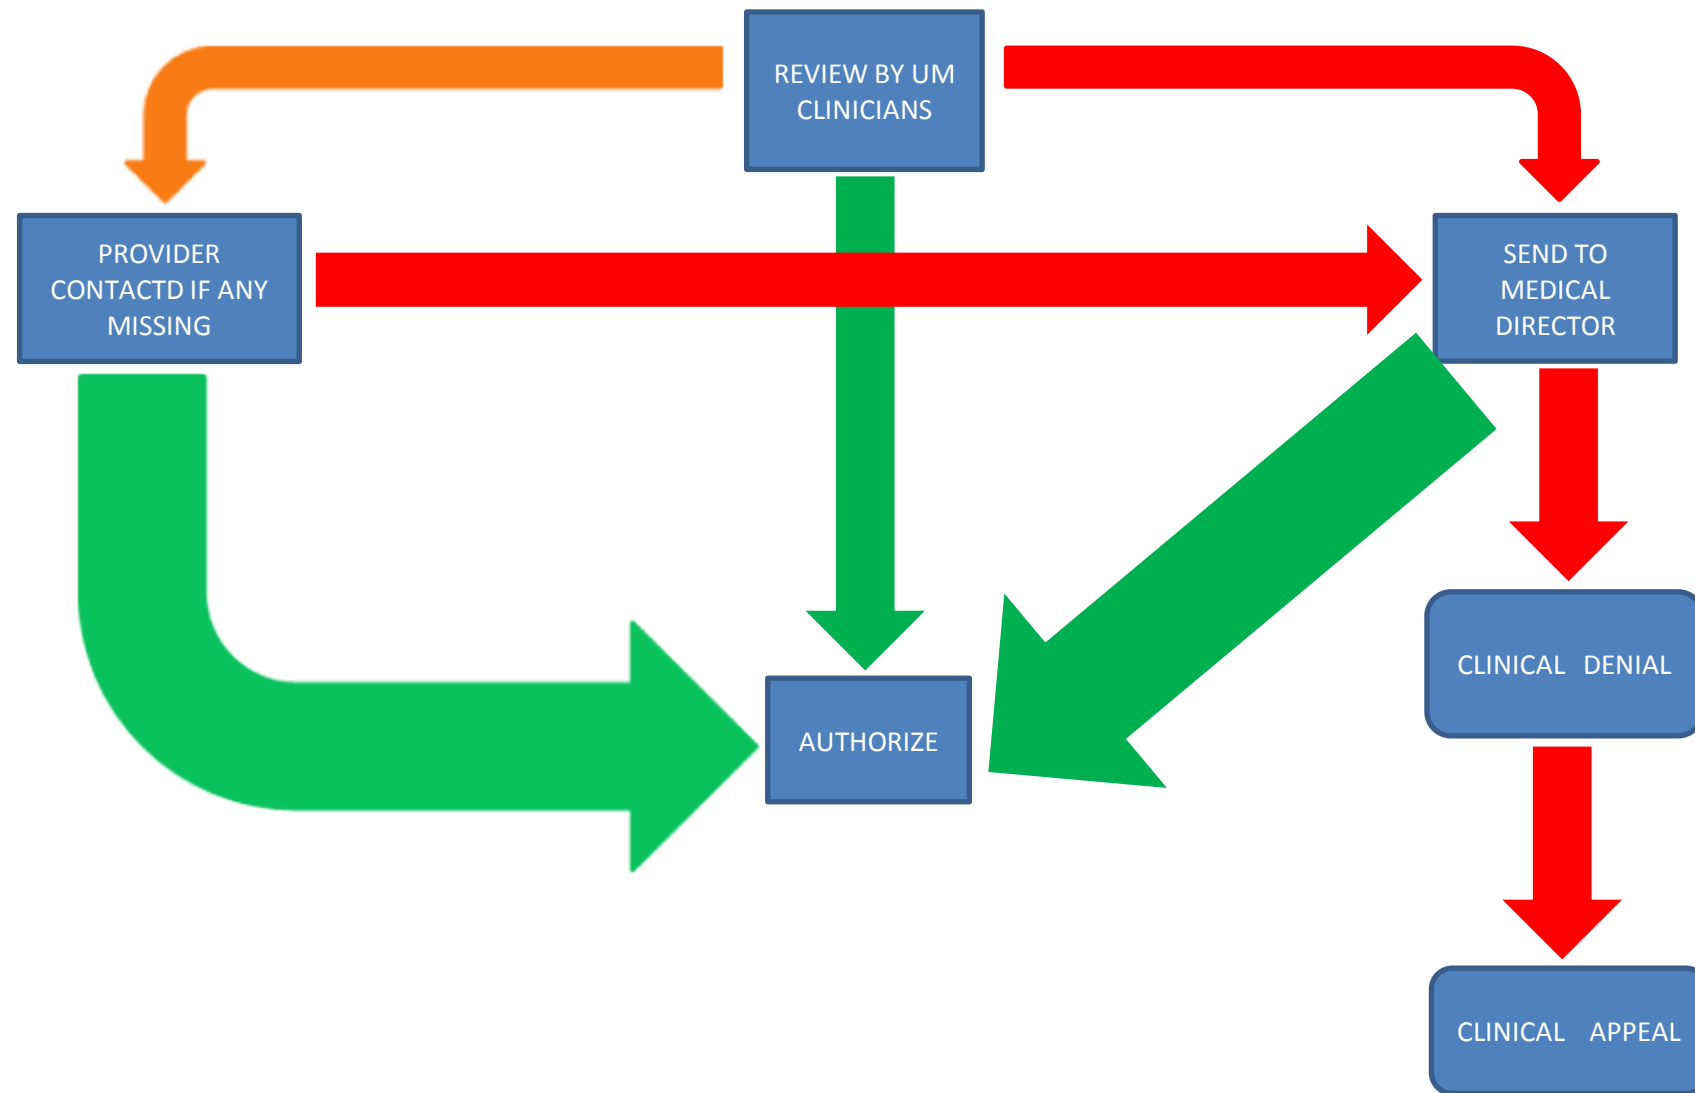 REVIEW BY UM
CLINICIANS
PROVIDER
CONTACTD IF ANY
MISSING
SEND TO
MEDICAL
DIRECTOR
CLINICAL DENIAL
AUTHORIZE
CLINICAL APPEAL